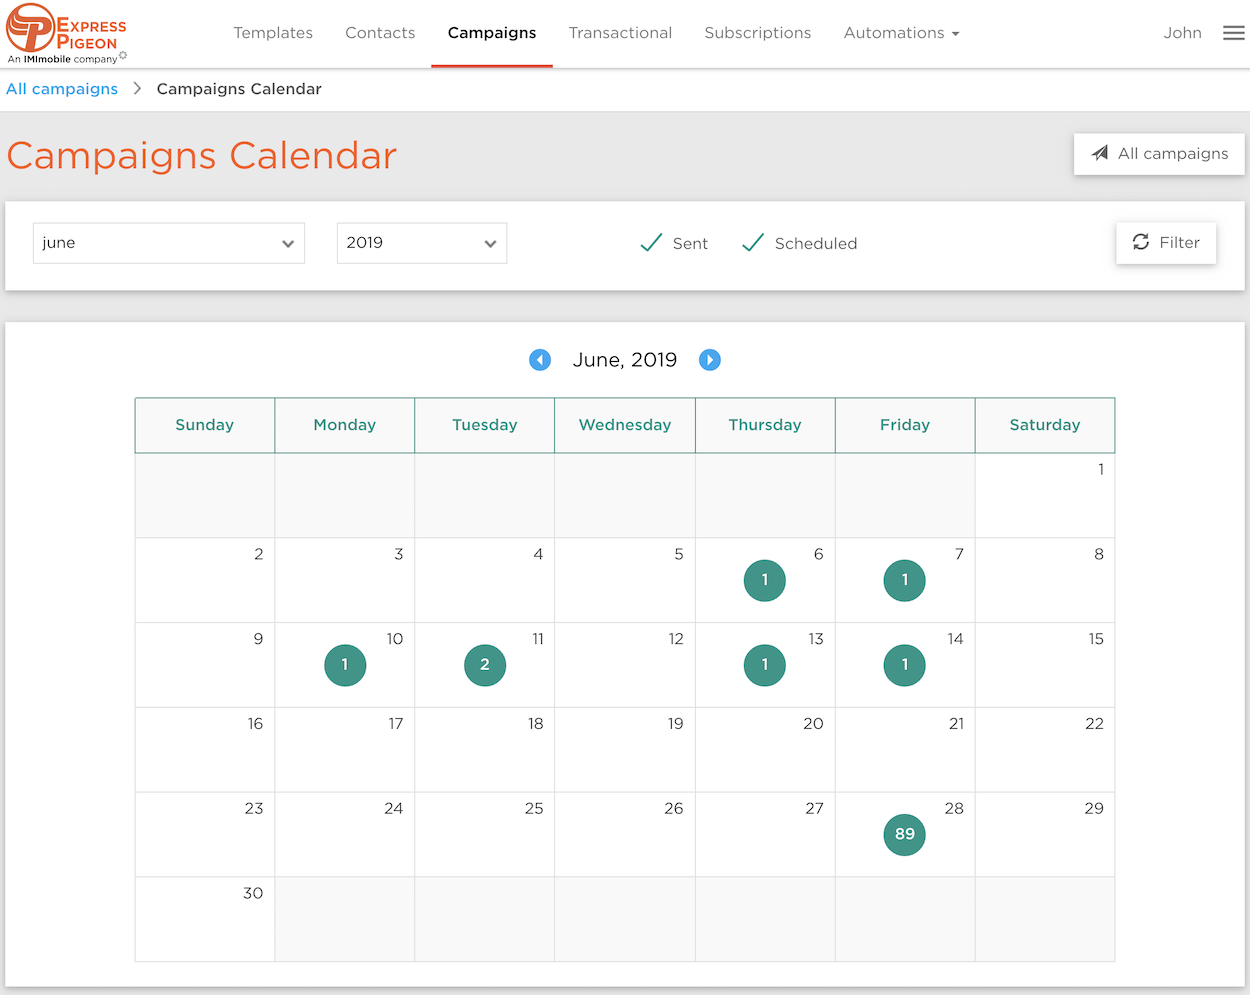 EXPRESS
PIGEON
An IMImobile company
Templates Contacts Campaigns Transactional Subscriptions Automations John
All campaigns Campaigns Calendar
Campaigns Calendar
All campaigns
june 2019 Sent Scheduled Filter
June, 2019
Sunday Monday Tuesday Wednesday Thursday Friday Saturday
1
2 3 4 5 6 7 8
1 1
9 10 11 12 13 14 15
1 2 1 1
16 17 18 19 20 21 22
23 24 25 26 27 28 29
89
30